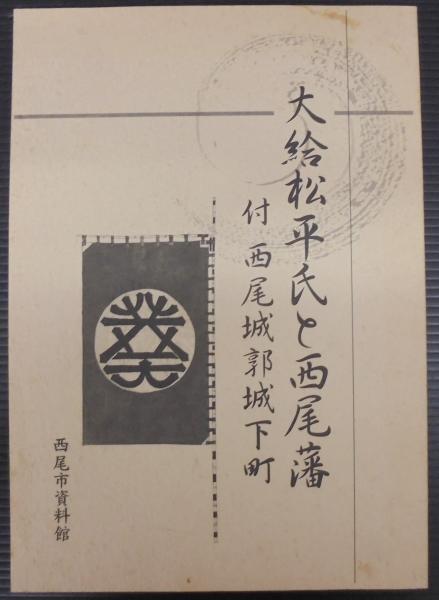 大給松平氏と西尾藩
付 西尾城郭城下町
西尾市資料館